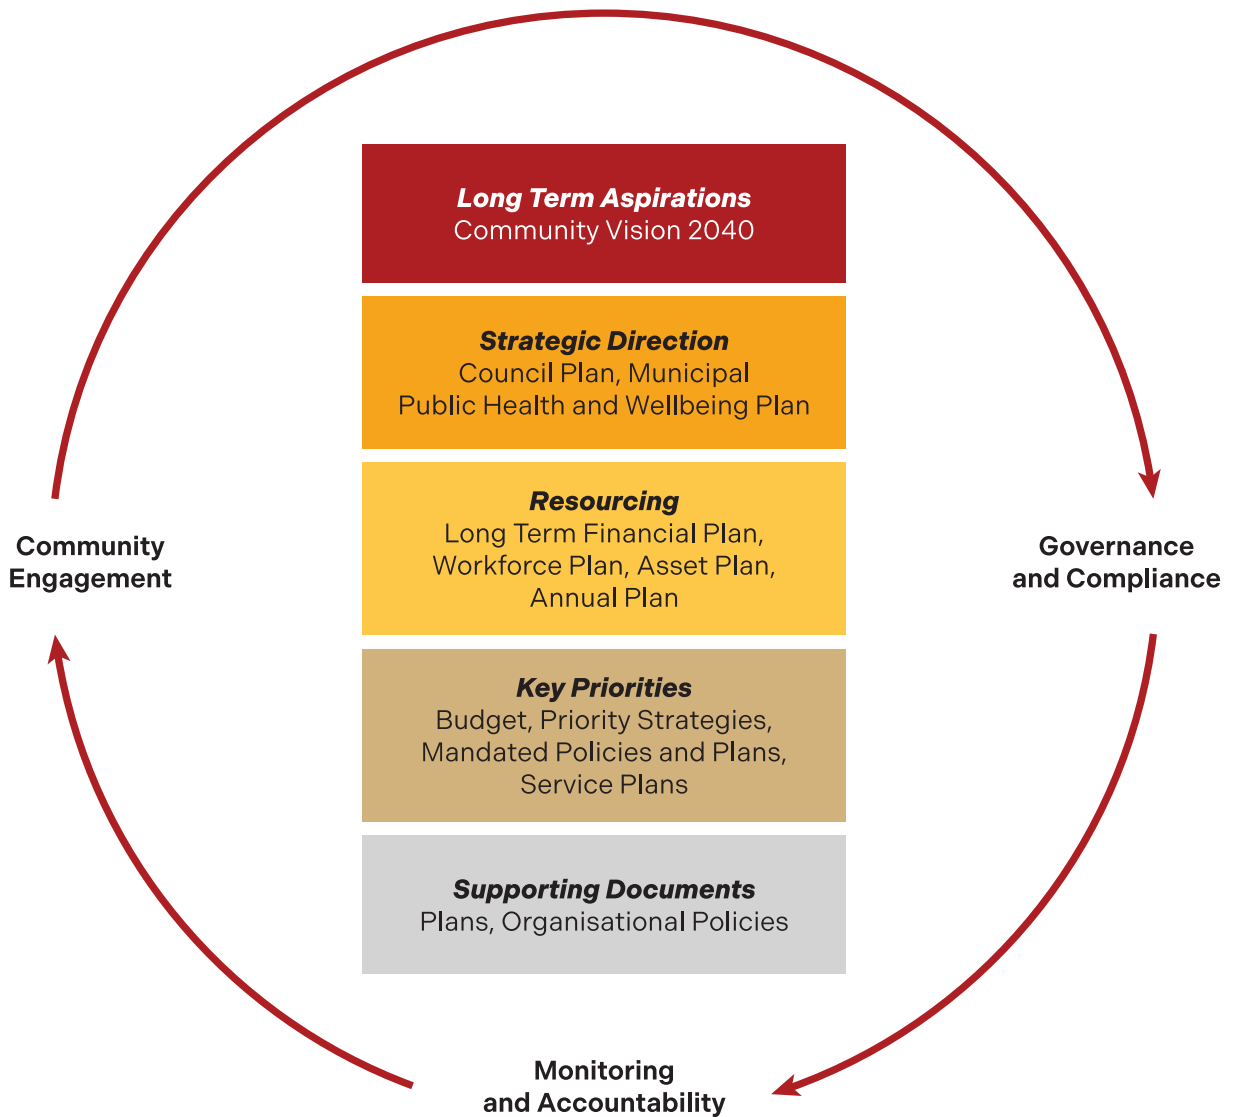 Long Term Aspirations
Community Vision 2040
Strategic Direction
Council Plan, Municipal
Public Health and Wellbeing Plan
Resourcing
Long Term Financial Plan,
Workforce Plan, Asset Plan,
Annual Plan
Community
Engagement
Governance
and Compliance
Key Priorities
Budget, Priority Strategies,
Mandated Policies and Plans,
Service Plans
Supporting Documents
Plans, Organisational Policies
Monitoring
and Accountability